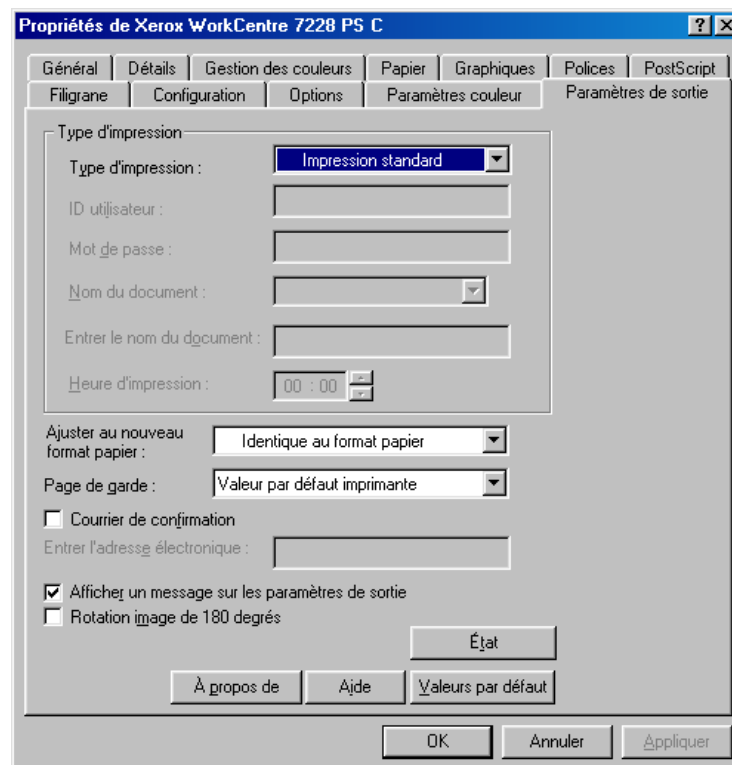 Propriétés de Xerox WorkCentre 7228 PS C
Général Détails Gestion des couleurs Papier Graphiques Polices PostScript
Filigrane Configuration Options Paramètres couleur Paramètres de sortie
Type d'impression
Type d'impression : Impression standard
ID utilisateur :
Mot de passe :
Nom du document :
Entrer le nom du document :
Heure d'impression : 00 : 00
Ajuster au nouveau
format papier : Identique au format papier
Page de garde : Valeur par défaut imprimante
Courrier de confirmation
Entrer l'adresse électronique :
Afficher un message sur les paramètres de sortie
Rotation image de 180 degrés
État
À propos de Aide Valeurs par défaut
OK Annuler Appliquer